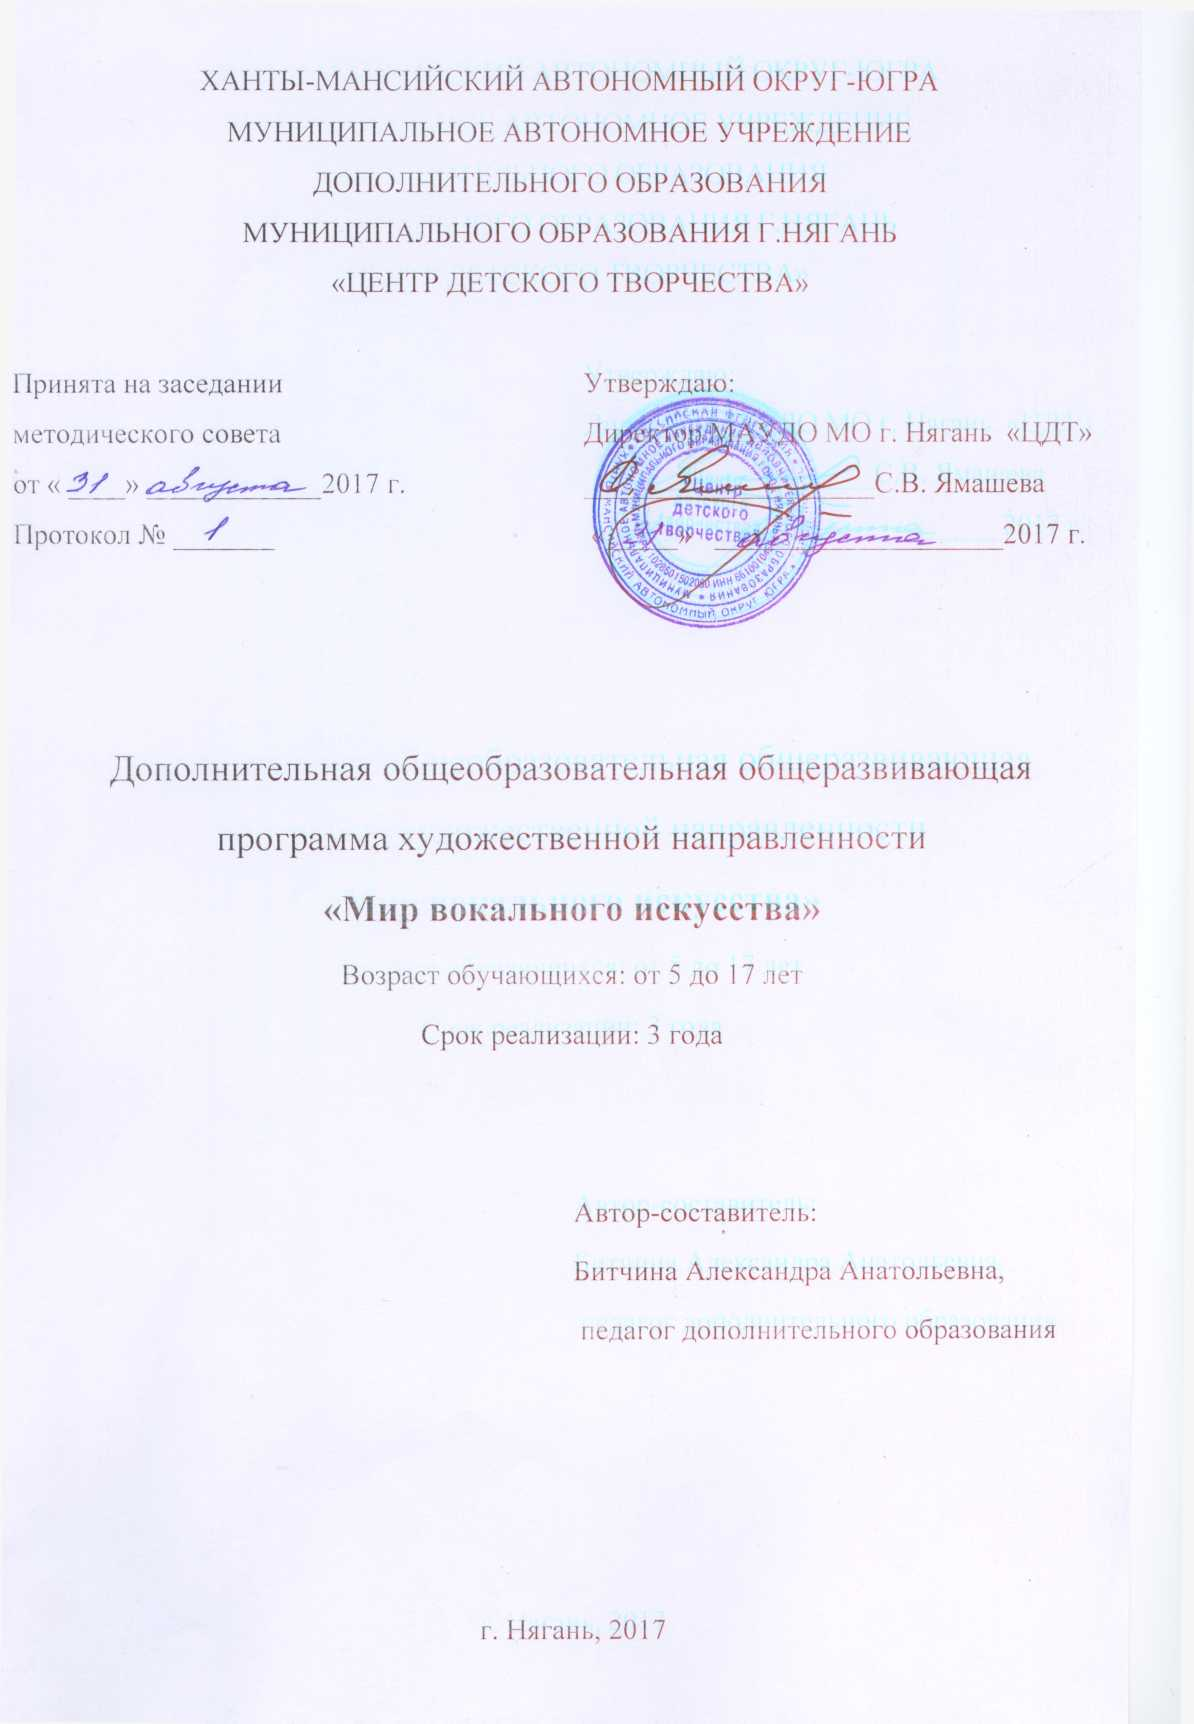 ХАНТЫ-МАНСИЙСКИЙ АВТОНОМНЫЙ ОКРУГ-ЮГРА
МУНИЦИПАЛЬНОЕ АВТОНОМНОЕ УЧРЕЖДЕНИЕ
ДОПОЛНИТЕЛЬНОГО ОБРАЗОВАНИЯ
МУНИЦИПАЛЬНОГО ОБРАЗОВАНИЯ Г.НЯГАНЬ
«ЦЕНТР ДЕТСКОГО ТВОРЧЕСТВА»
Принята на заседании
методического совета
от «31» августа 2017 г.
Протокол № 1
Утверждаю:
Директор МАУ ДО МО г. Нягань «ЦДТ»
С.В. Ямашева
августа 2017 г.
Центр
детского
творчества
Дополнительная общеобразовательная общеразвивающая
программа художественной направленности
«Мир вокального искусства»
Возраст обучающихся: от 5 до 17 лет
Срок реализации: 3 года
Автор-составитель:
Битчина Александра Анатольевна,
педагог дополнительного образования
г. Нягань, 2017